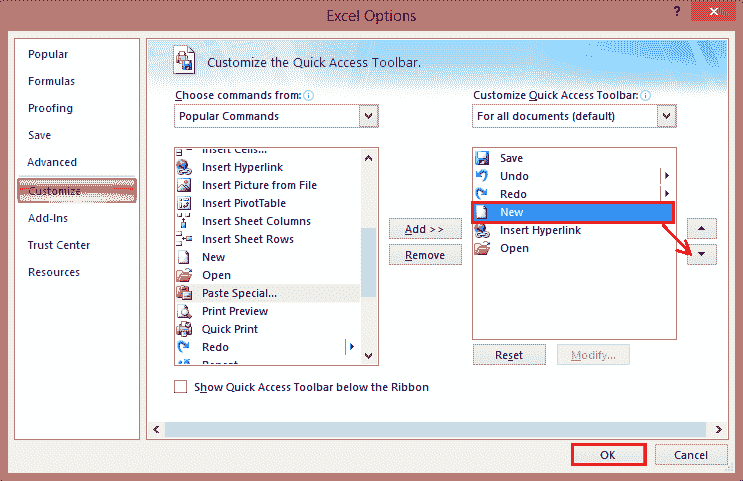 Excel Options
?
Popular
Formulas
Proofing
Save
Advanced
Customize
Add-Ins
Trust Center
Resources
Customize the Quick Access Toolbar.
Choose commands from:
Popular Commands
Insert Cells...
Insert Hyperlink
Insert Picture from File
Insert PivotTable
Insert Sheet Columns
Insert Sheet Rows
New
Open
Paste Special...
Print Preview
Quick Print
Redo
Repeat
Add >>
Remove
Customize Quick Access Toolbar:
For all documents (default)
Save
Undo
Redo
New
Insert Hyperlink
Open
Reset
Modify...
Show Quick Access Toolbar below the Ribbon
OK
Cancel